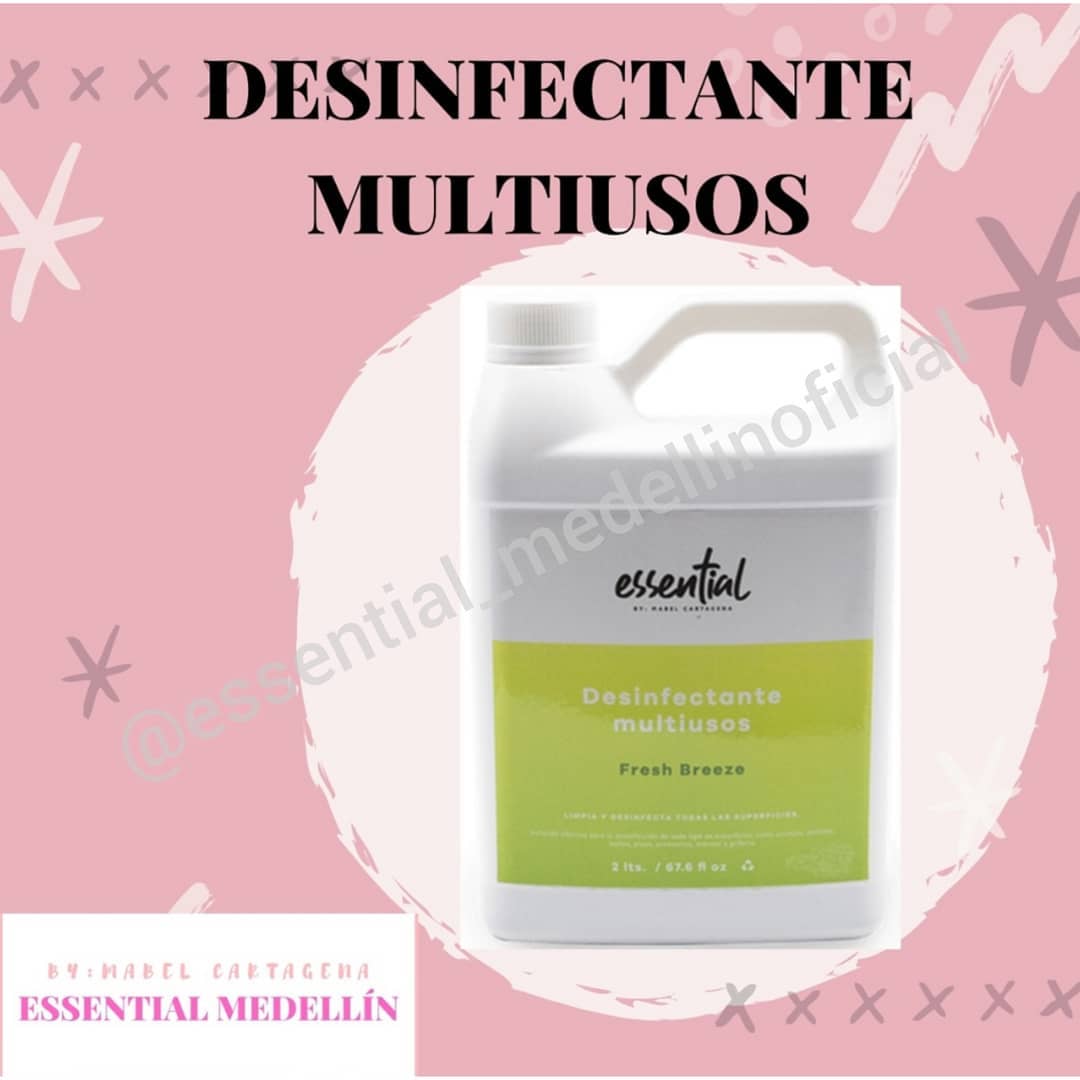 DESINFECTANTE
MULTIUSOS
@essential_medellinoficial
essential
BY: MABEL CARTAGENA
Desinfectante
multiusos
Fresh Breeze
LIMPIA Y DESINFECTA TODAS LAS SUPERFICIES
2 lts. / 67.6 fl oz
BY:MABEL CARTAGENA
ESSENTIAL MEDELLÍN